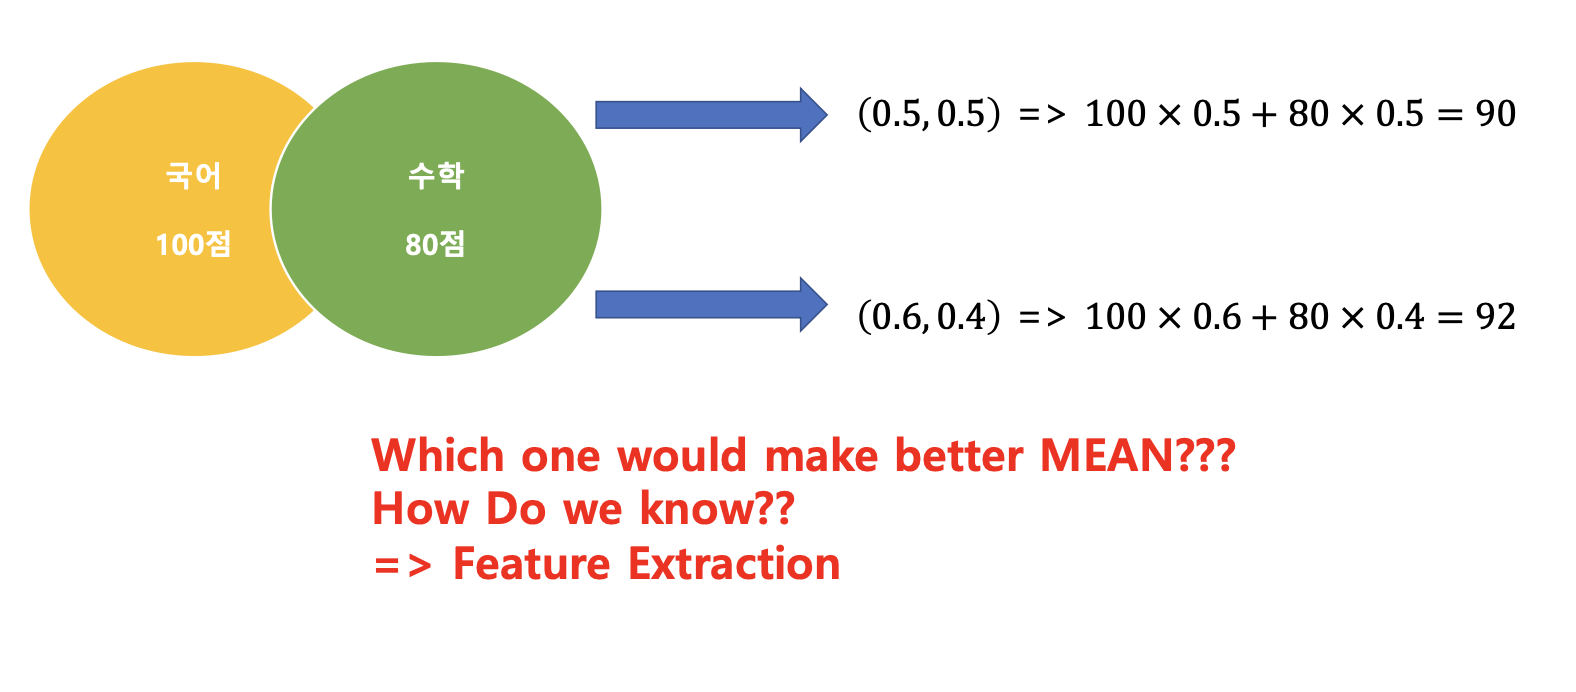 국어
100점
수학
80점
(0.5, 0.5) => 100 × 0.5 + 80 × 0.5 = 90
(0.6, 0.4) => 100 × 0.6 + 80 × 0.4 = 92
Which one would make better MEAN???
How Do we know??
=> Feature Extraction